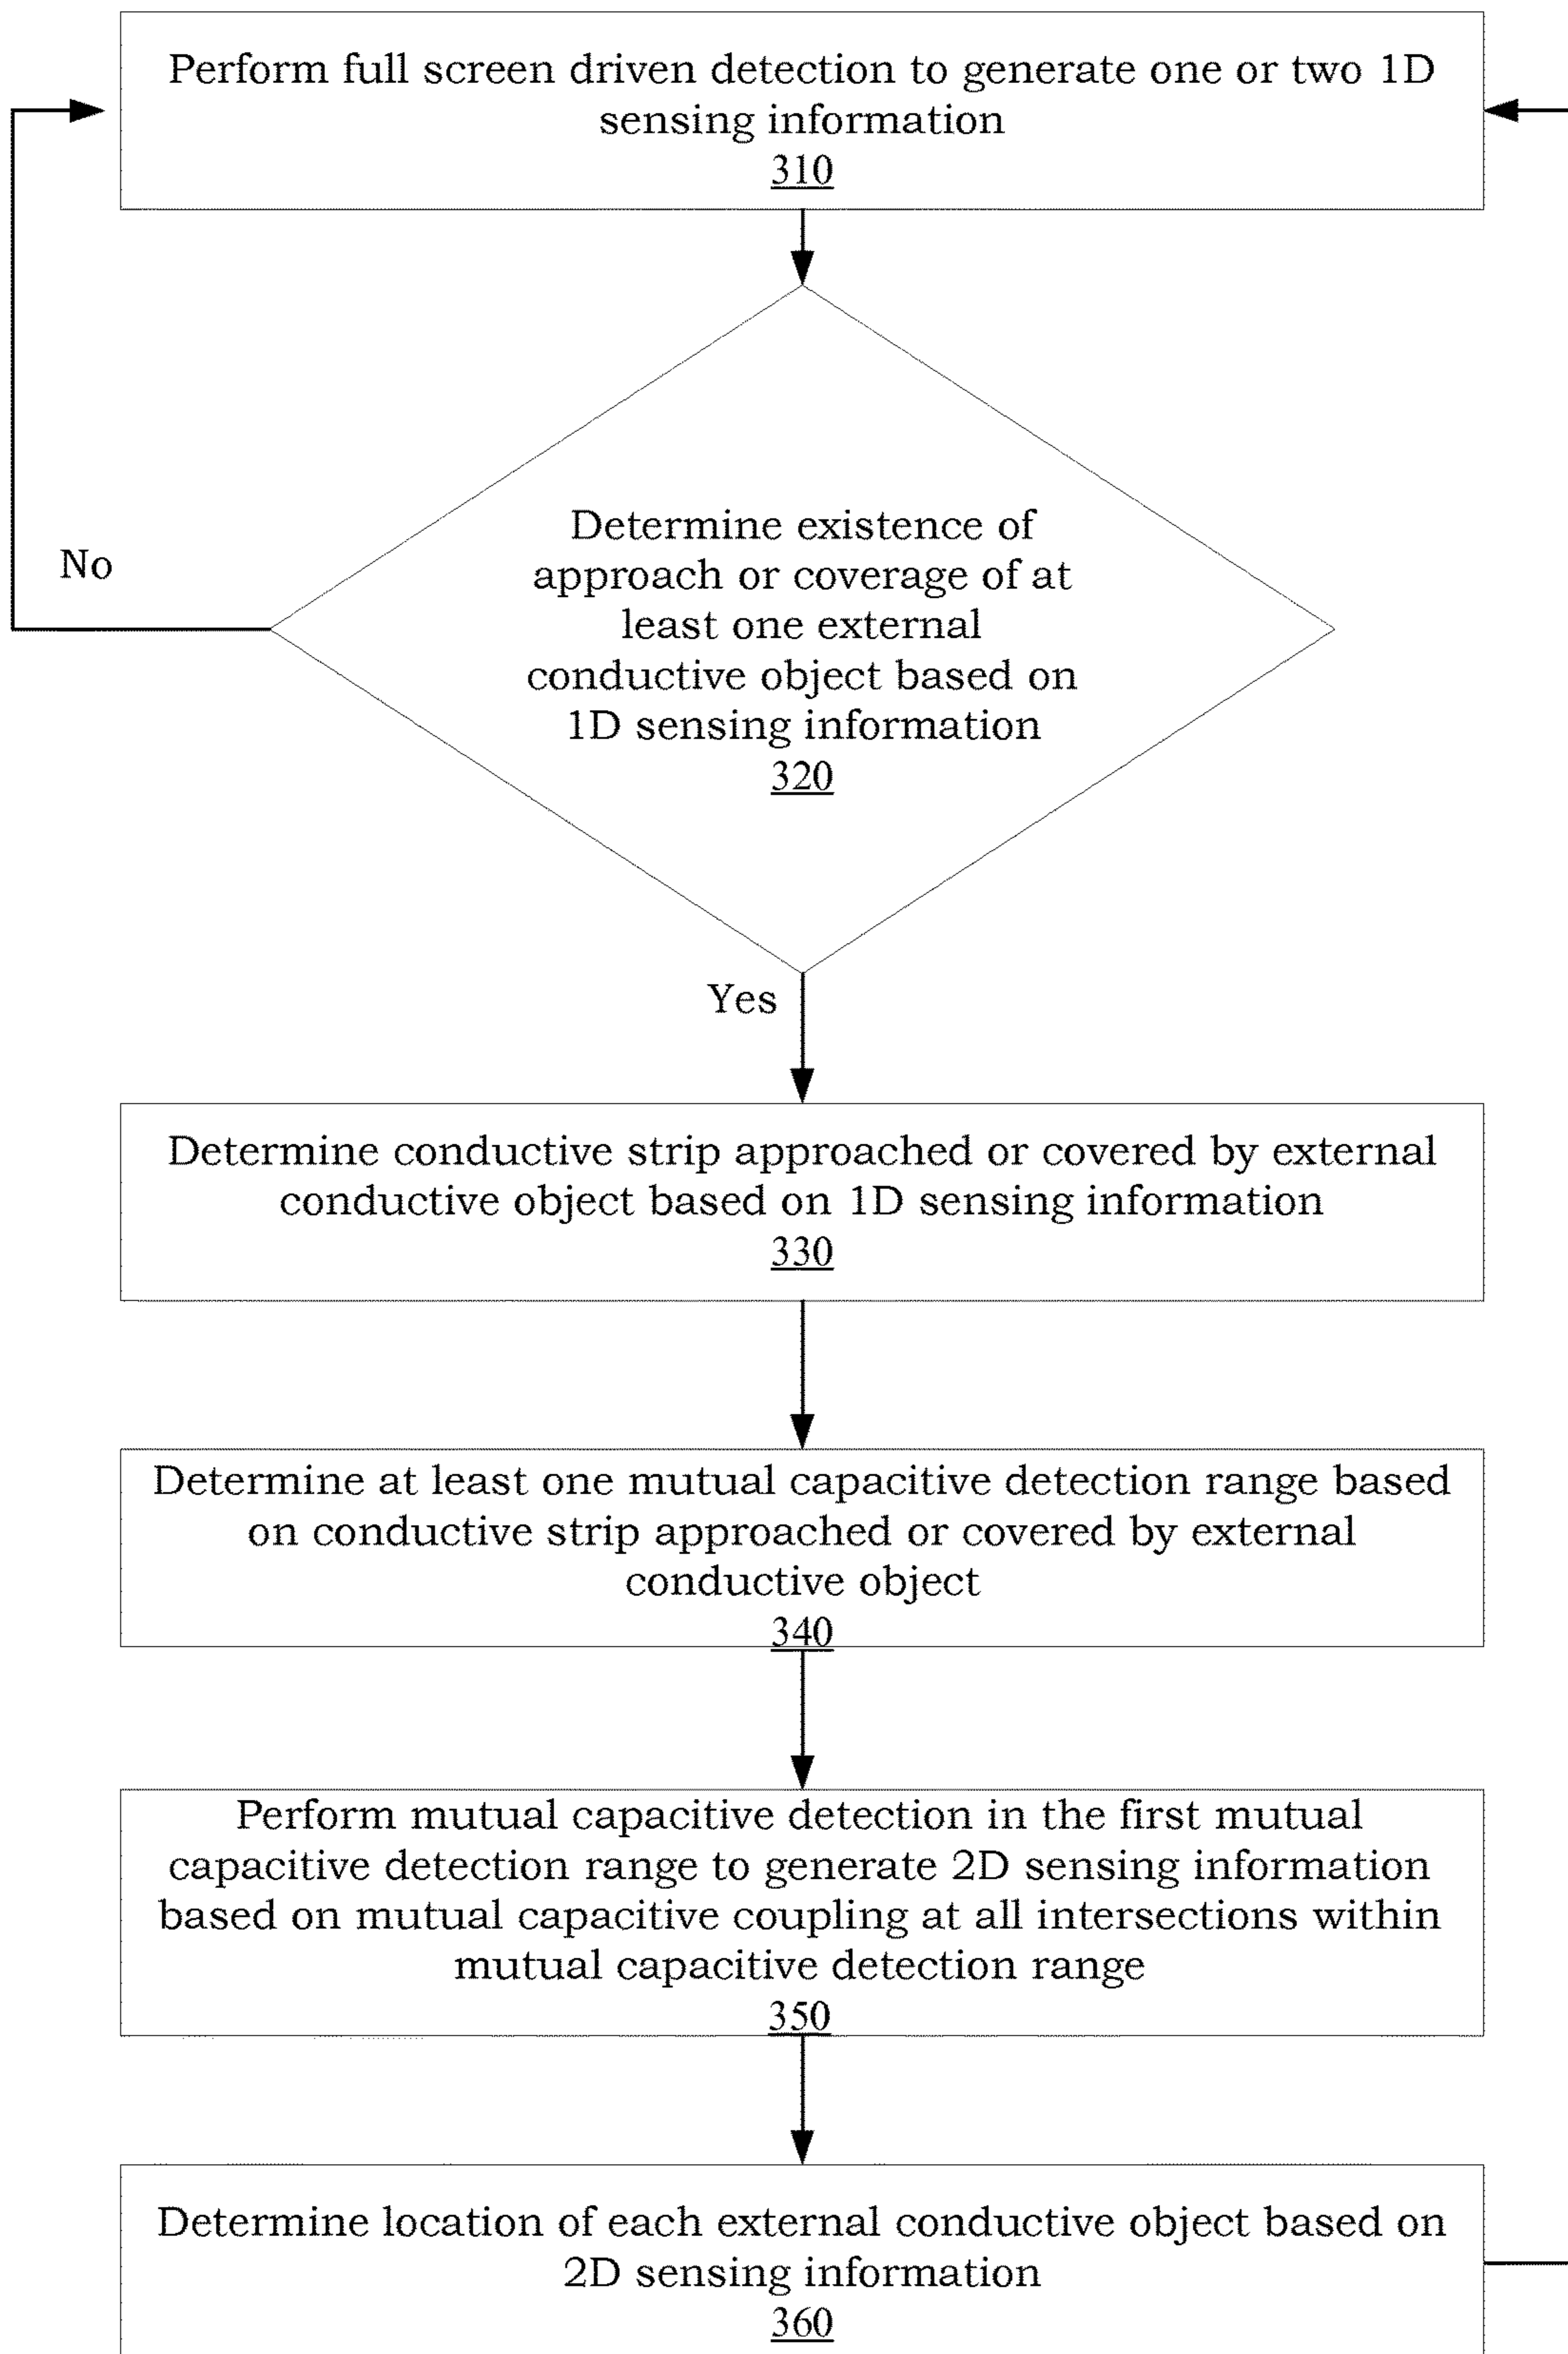 Perform full screen driven detection to generate one or two 1D
sensing information
310
Determine existence of
approach or coverage of at
least one external
conductive object based on
1D sensing information
320
No
Yes
Determine conductive strip approached or covered by external
conductive object based on 1D sensing information
330
Determine at least one mutual capacitive detection range based
on conductive strip approached or covered by external
conductive object
340
Perform mutual capacitive detection in the first mutual
capacitive detection range to generate 2D sensing information
based on mutual capacitive coupling at all intersections within
mutual capacitive detection range
350
Determine location of each external conductive object based on
2D sensing information
360